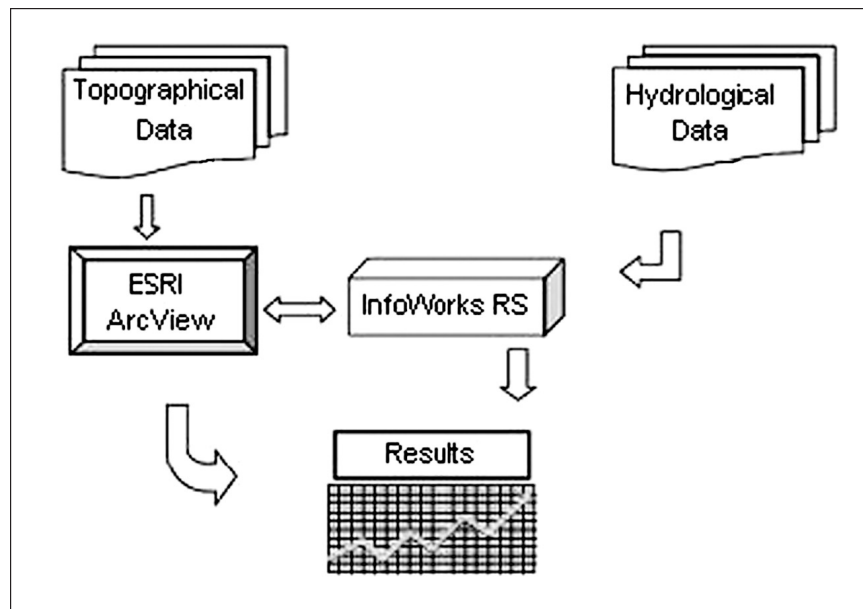 Topographical
Data
Hydrological
Data
ESRI
ArcView
InfoWorks RS
Results